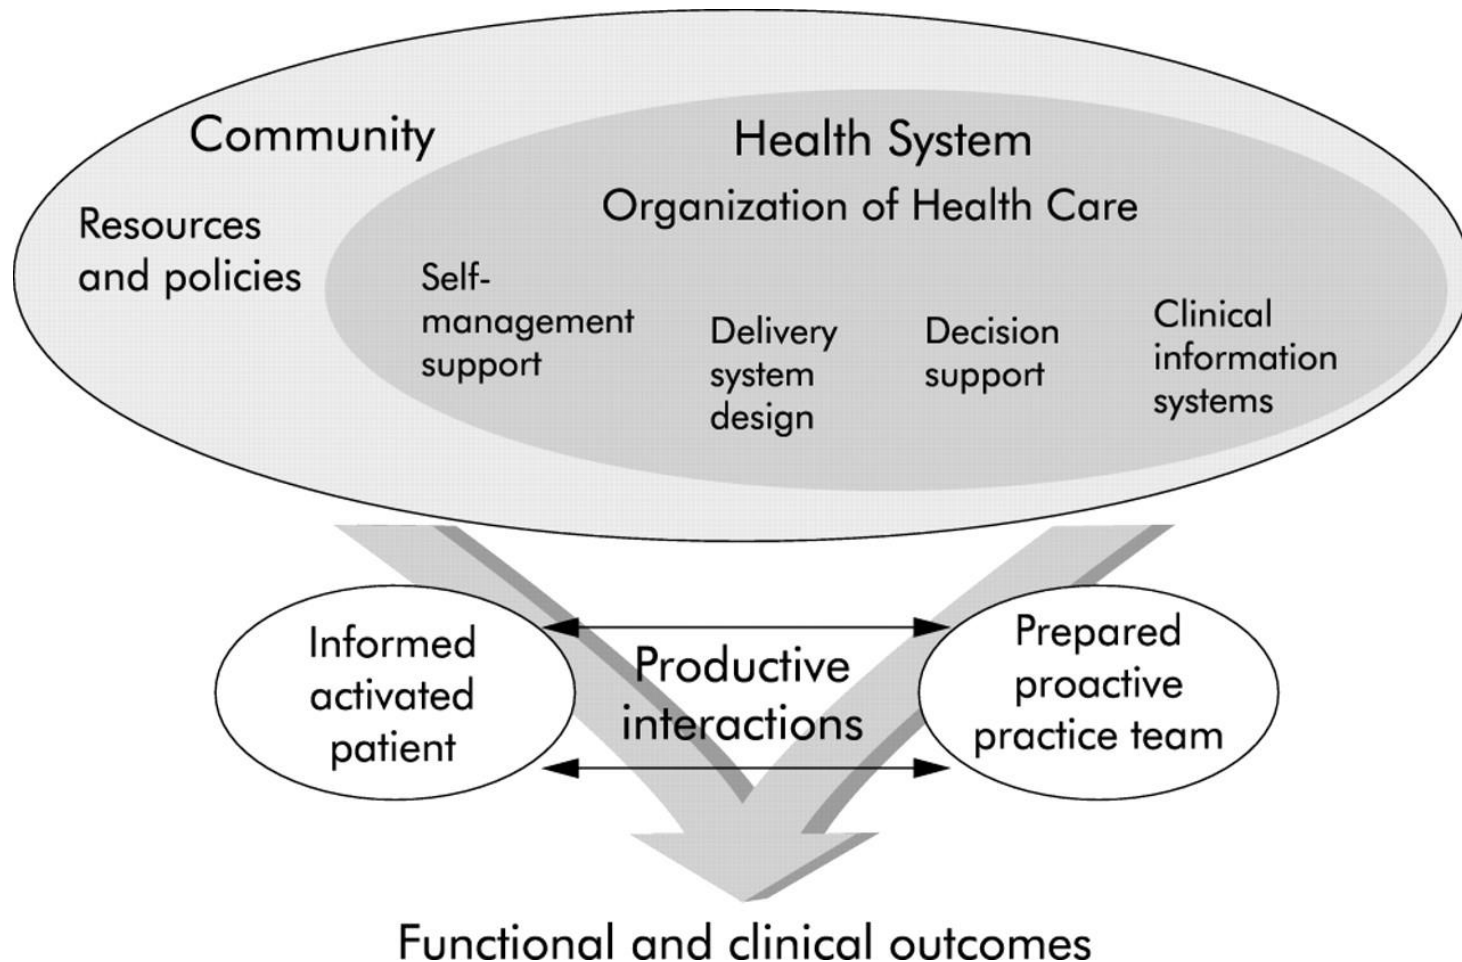 Community
Resources
and policies
Health System
Organization of Health Care
Self-
management
support
Delivery
system
design
Decision
support
Clinical
information
systems
Informed
activated
patient
Productive
interactions
Prepared
proactive
practice team
Functional and clinical outcomes